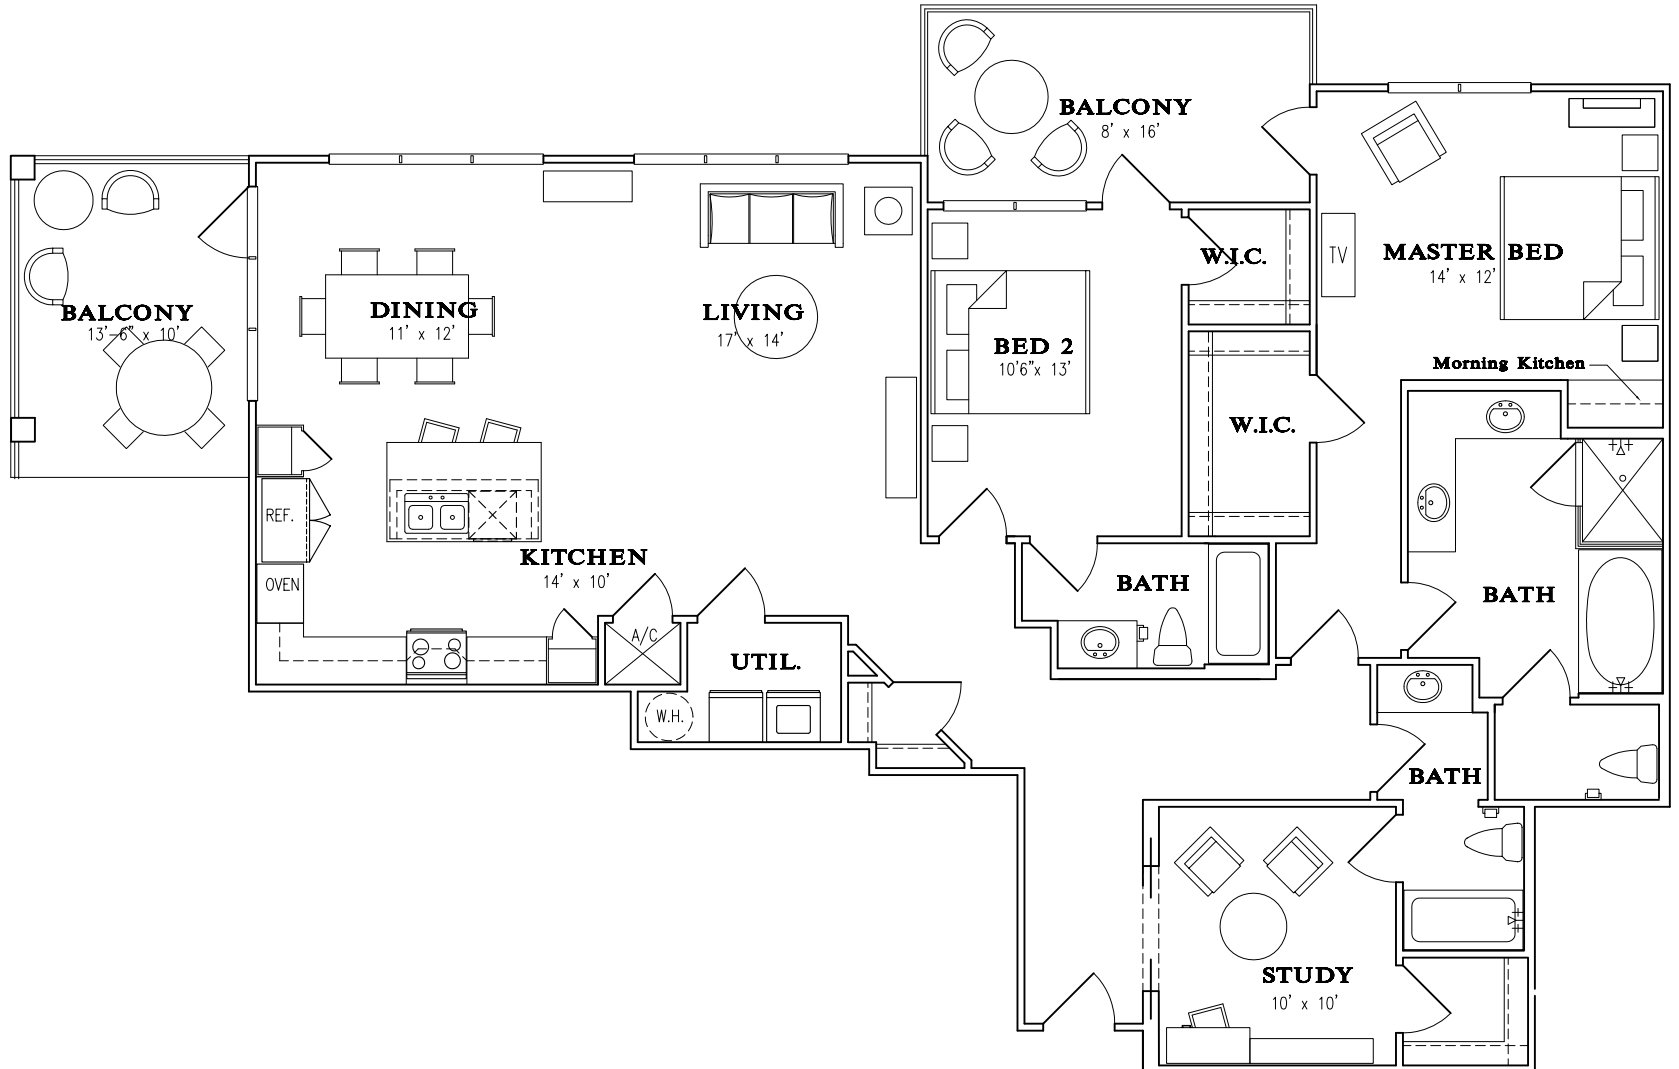 BALCONY
8' x 16'
W.I.C.
TV
MASTER BED
14' x 12'
BALCONY
13'-6" x 10'
DINING
11' x 12'
LIVING
17' x 14'
BED 2
10'6"x 13'
Morning Kitchen
W.I.C.
REF.
KITCHEN
14' x 10'
OVEN
BATH
BATH
A/C
UTIL.
W.H.
BATH
STUDY
10' x 10'